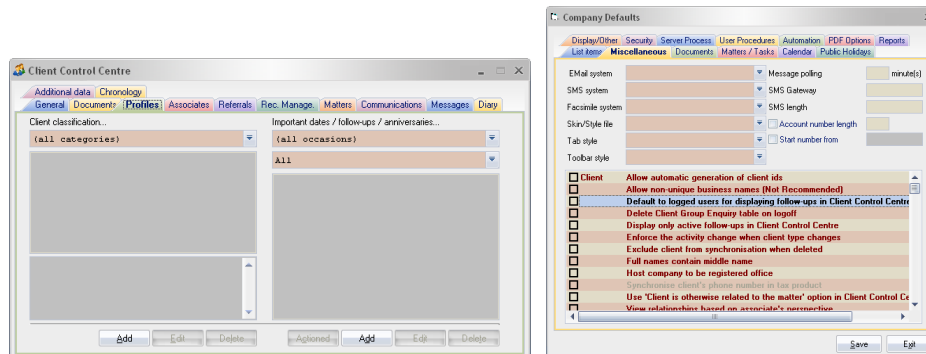 Client Control Centre
Additional data Chronology
General Documents Profiles Associates Referrals Rec. Manage. Matters Communications Messages Diary
Client classification...
(all categories)
Important dates / follow-ups / anniversaries...
(all occasions)
All
Add Edit Delete
Actioned Add Edit Delete
Company Defaults
Display/Other Security Server Process User Procedures Automation PDF Options Reports
List items Miscellaneous Documents Matters / Tasks Calendar Public Holidays
EMail system Message polling minute(s)
SMS system SMS Gateway
Facsimile system SMS length
Skin/Style file Account number length
Tab style Start number from
Toolbar style
Client Allow automatic generation of client ids
Allow non-unique business names (Not Recommended)
Default to logged users for displaying follow-ups in Client Control Centre
Delete Client Group Enquiry table on logoff
Display only active follow-ups in Client Control Centre
Enforce the activity change when client type changes
Exclude client from synchronisation when deleted
Full names contain middle name
Host company to be registered office
Synchronise client's phone number in tax product
Use 'Client is otherwise related to the matter' option in Client Control Ce
View relationships based on associate's perspective
Save Exit